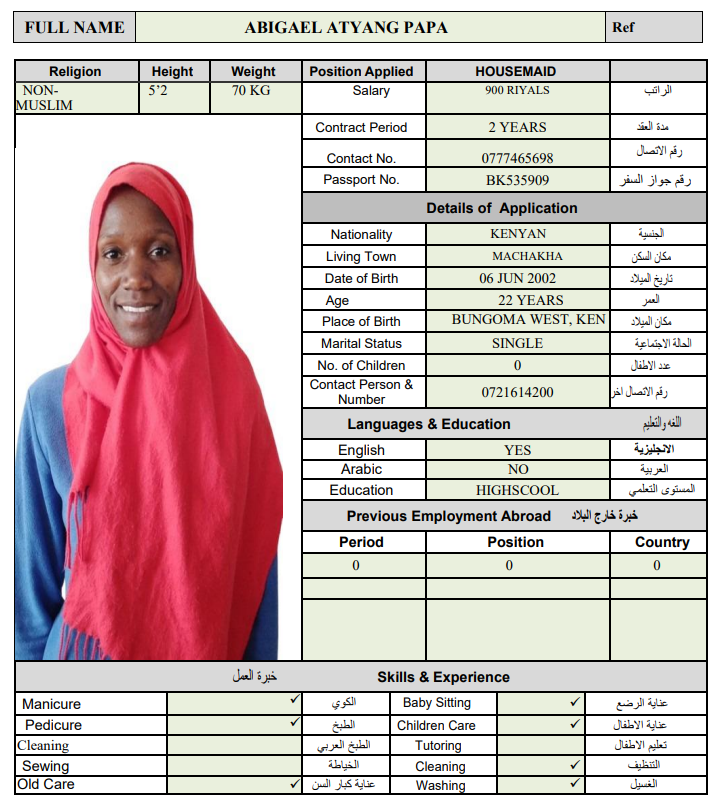 FULL NAME ABIGAEL ATYANG PAPA Ref
Religion Height Weight Position Applied HOUSEMAID
NON-MUSLIM 5’2 70 KG Salary 900 RIYALS الراتب
Contract Period 2 YEARS مدة العقد
Contact No. 0777465698 رقم الاتصال
Passport No. BK535909 رقم جواز السفر
Details of Application
Nationality KENYAN الجنسية
Living Town MACHAKHA مكان السكن
Date of Birth 06 JUN 2002 تاريخ الميلاد
Age 22 YEARS العمر
Place of Birth BUNGOMA WEST, KEN مكان الميلاد
Marital Status SINGLE الحالة الاجتماعية
No. of Children 0 عدد الاطفال
Contact Person & Number 0721614200 رقم الاتصال اخر
Languages & Education اللغه والتعليم
English YES الانجليزية
Arabic NO العربية
Education HIGHSCOOL المستوى التعلمي
Previous Employment Abroad خبرة خارج البلاد
Period Position Country
0 0 0
خبرة العمل Skills & Experience
Manicure ✓ الكوي Baby Sitting ✓ عناية الرضع
Pedicure ✓ الطبخ Children Care ✓ عناية الاطفال
Cleaning الطبخ العربي Tutoring تعليم الاطفال
Sewing الخياطة Cleaning ✓ التنظيف
Old Care ✓ عناية كبار السن Washing ✓ الغسيل